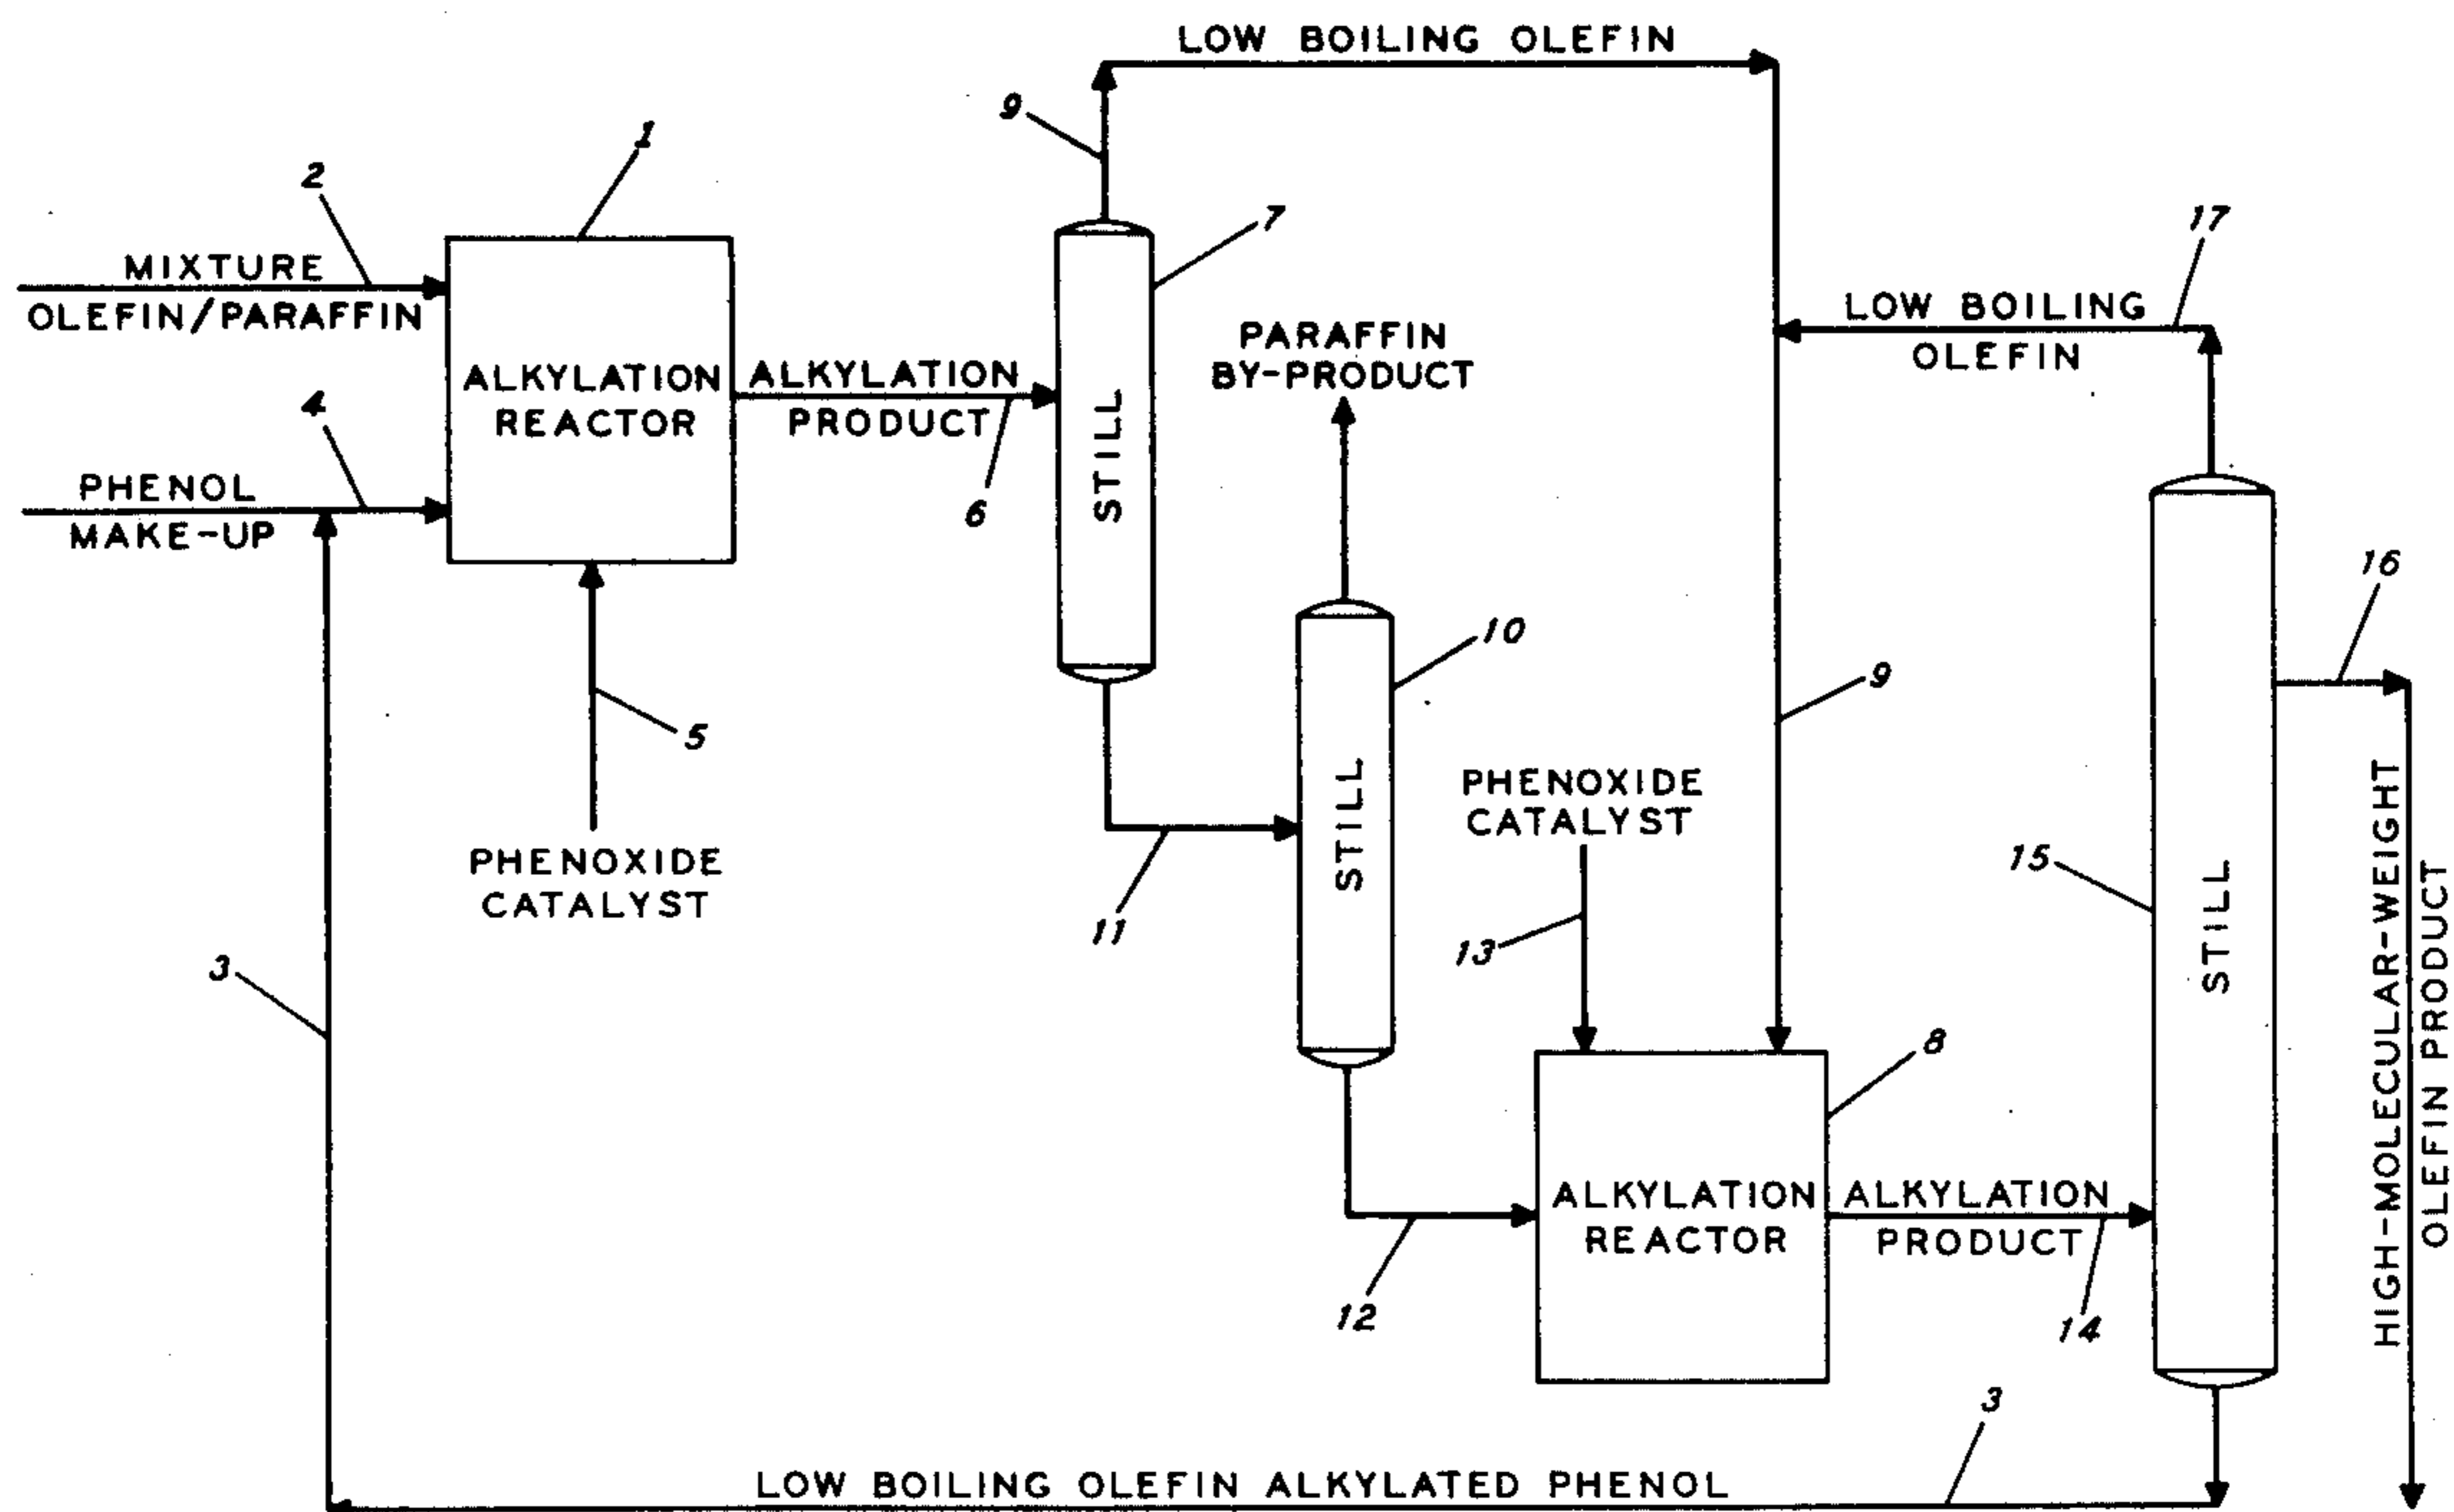 LOW BOILING OLEFIN
9
1
2
7
17
MIXTURE
OLEFIN/PARAFFIN
LOW BOILING
OLEFIN
PARAFFIN
BY-PRODUCT
ALKYLATION
REACTOR
ALKYLATION
PRODUCT
STILL
4
PHENOL
MAKE-UP
6
16
10
9
5
PHENOXIDE
CATALYST
STILL
PHENOXIDE
CATALYST
15
STILL
HIGH-MOLECULAR-WEIGHT
OLEFIN PRODUCT
11
13
3
8
ALKYLATION
REACTOR
ALKYLATION
PRODUCT
12
14
3
LOW BOILING OLEFIN ALKYLATED PHENOL